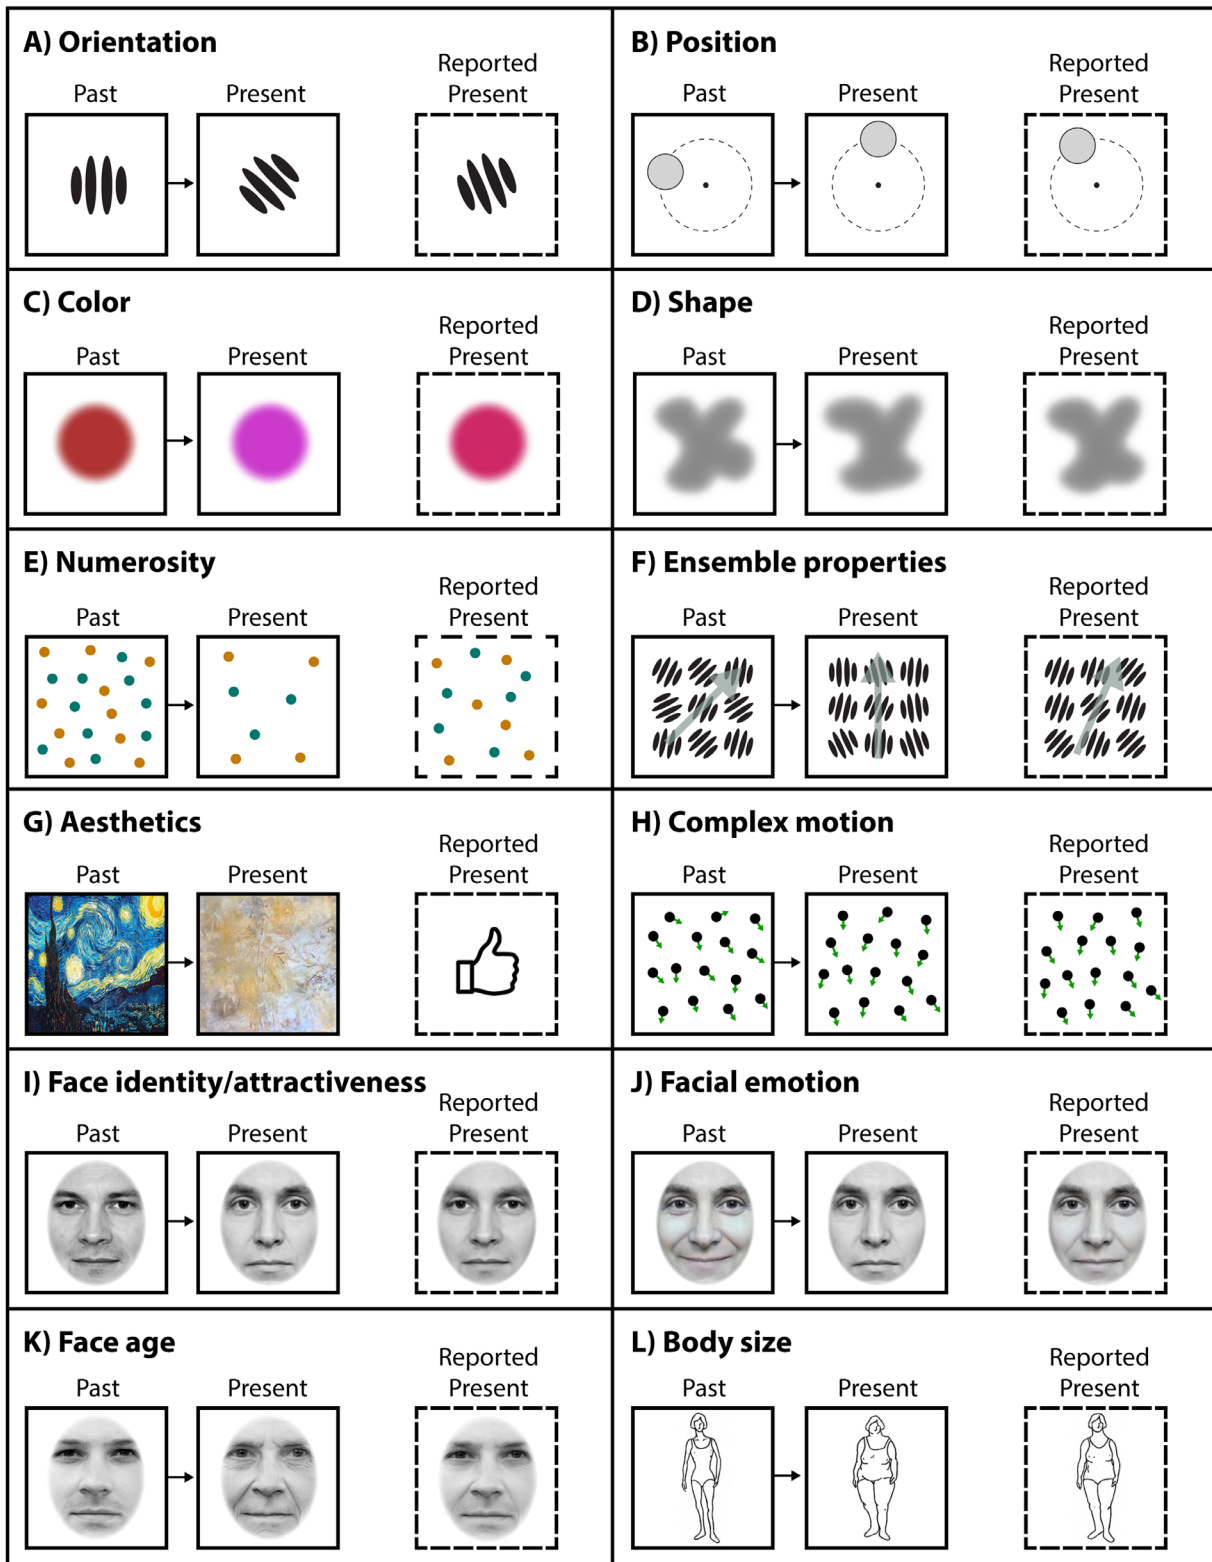 A) Orientation
Past
Present
Reported
Present
B) Position
Past
Present
Reported
Present
C) Color
Past
Present
Reported
Present
D) Shape
Past
Present
Reported
Present
E) Numerosity
Past
Present
Reported
Present
F) Ensemble properties
Past
Present
Reported
Present
G) Aesthetics
Past
Present
Reported
Present
H) Complex motion
Past
Present
Reported
Present
I) Face identity/attractiveness
Past
Present
Reported
Present
J) Facial emotion
Past
Present
Reported
Present
K) Face age
Past
Present
Reported
Present
L) Body size
Past
Present
Reported
Present